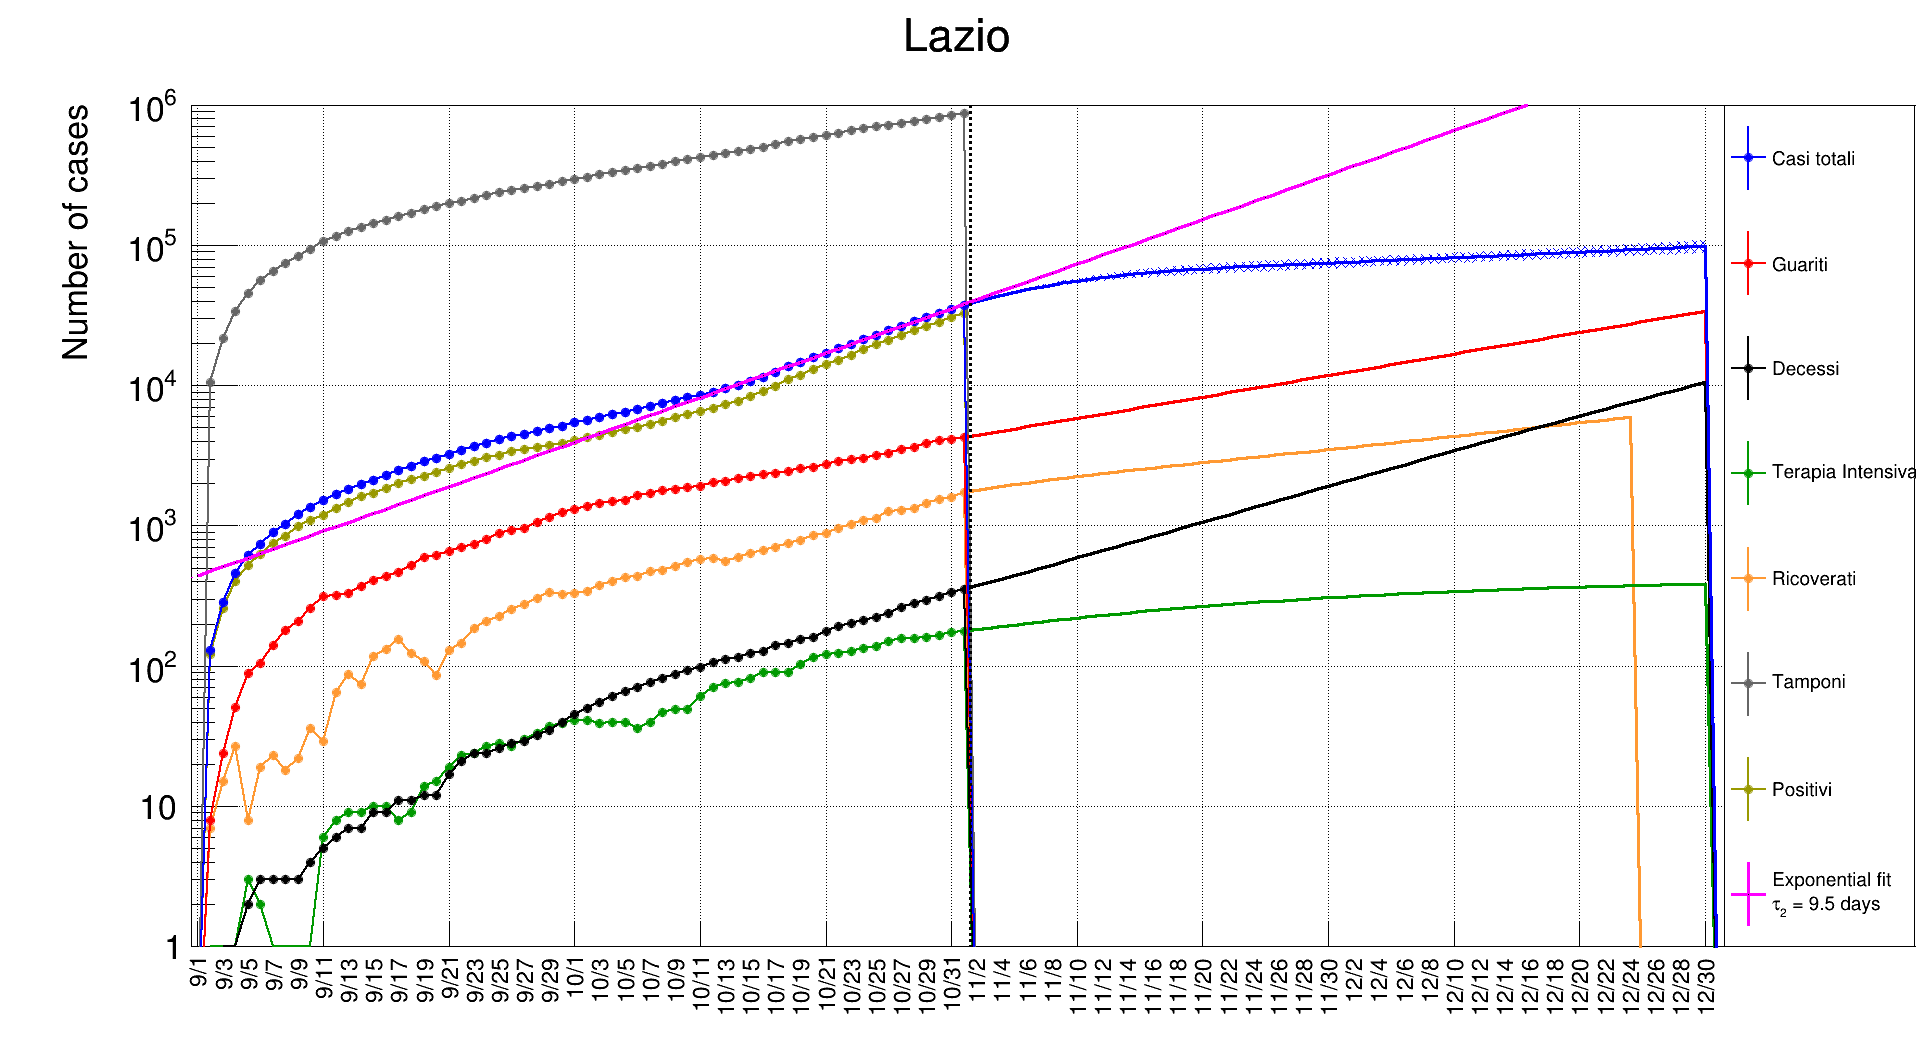 Lazio
Number of cases
10^6
10^5
10^4
10^3
10^2
10
1
9/1 9/3 9/5 9/7 9/9 9/11 9/13 9/15 9/17 9/19 9/21 9/23 9/25 9/27 9/29 10/1 10/3 10/5 10/7 10/9 10/11 10/13 10/15 10/17 10/19 10/21 10/23 10/25 10/27 10/29 10/31 11/2 11/4 11/6 11/8 11/10 11/12 11/14 11/16 11/18 11/20 11/22 11/24 11/26 11/28 11/30 12/2 12/4 12/6 12/8 12/10 12/12 12/14 12/16 12/18 12/20 12/22 12/24 12/26 12/28 12/30
Casi totali
Guariti
Decessi
Terapia Intensiva
Ricoverati
Tamponi
Positivi
Exponential fit
τ₂ = 9.5 days